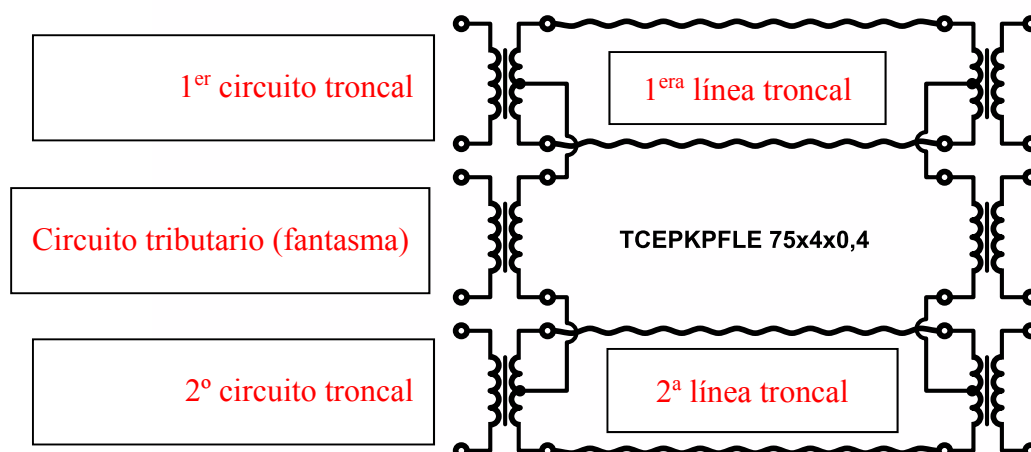 1er circuito troncal
1era línea troncal
Circuito tributario (fantasma)
TCEPKPFLE 75x4x0,4
2º circuito troncal
2ª línea troncal